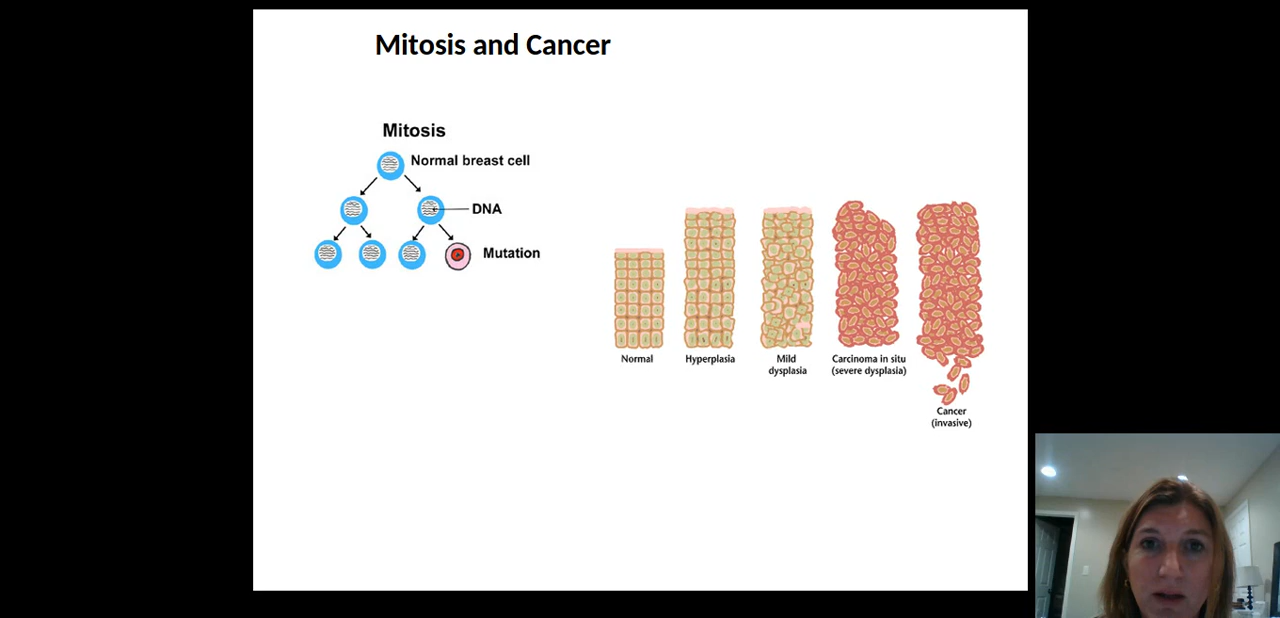 Mitosis and Cancer
Mitosis
Normal breast cell
DNA
Mutation
Normal
Hyperplasia
Mild
dysplasia
Carcinoma in situ
(severe dysplasia)
Cancer
(invasive)